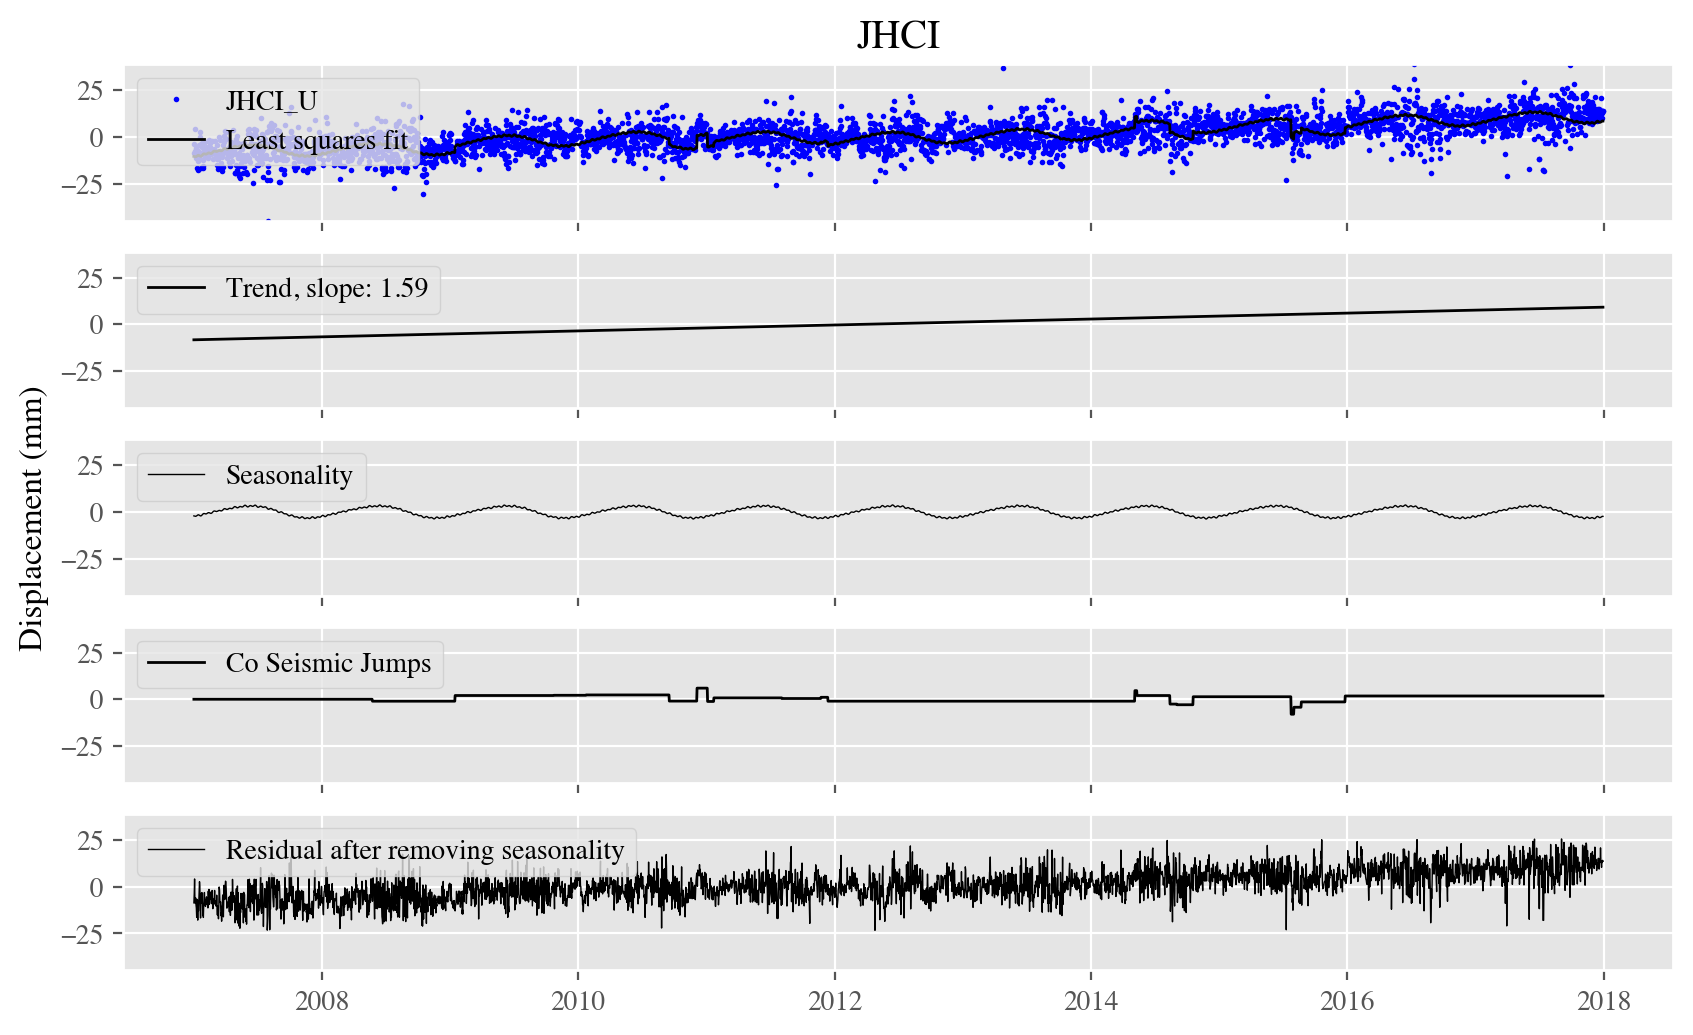 JHCI
25
0
−25
JHCI_U
Least squares fit
25
0
−25
Trend, slope: 1.59
Displacement (mm)
25
0
−25
Seasonality
25
0
−25
Co Seismic Jumps
25
0
−25
Residual after removing seasonality
2008 2010 2012 2014 2016 2018